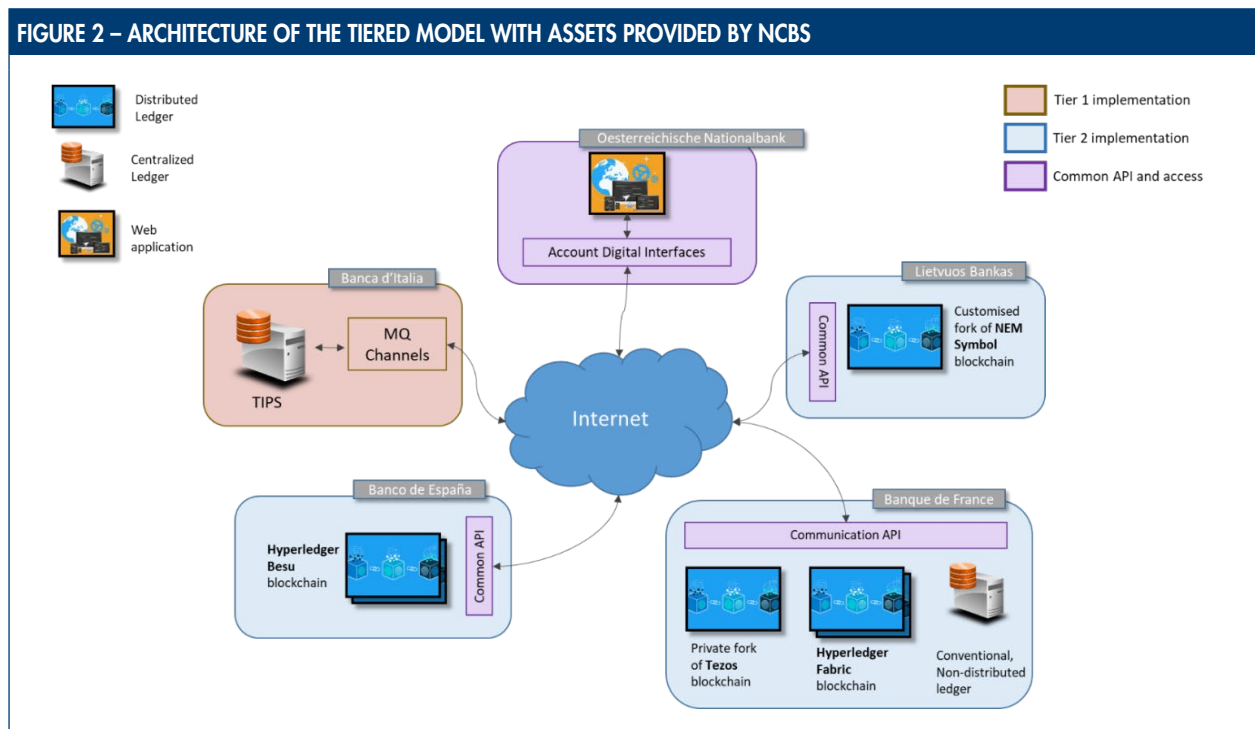 FIGURE 2 – ARCHITECTURE OF THE TIERED MODEL WITH ASSETS PROVIDED BY NCBS
Distributed
Ledger
Centralized
Ledger
Web
application
Tier 1 implementation
Tier 2 implementation
Common API and access
Oesterreichische Nationalbank
Account Digital Interfaces
Banca d'Italia
MQ
Channels
TIPS
Lietvuos Bankas
Common API
Customised
fork of NEM
Symbol
blockchain
Internet
Banco de España
Hyperledger
Besu
blockchain
Common API
Banque de France
Communication API
Private fork
of Tezos
blockchain
Hyperledger
Fabric
blockchain
Conventional,
Non-distributed
ledger